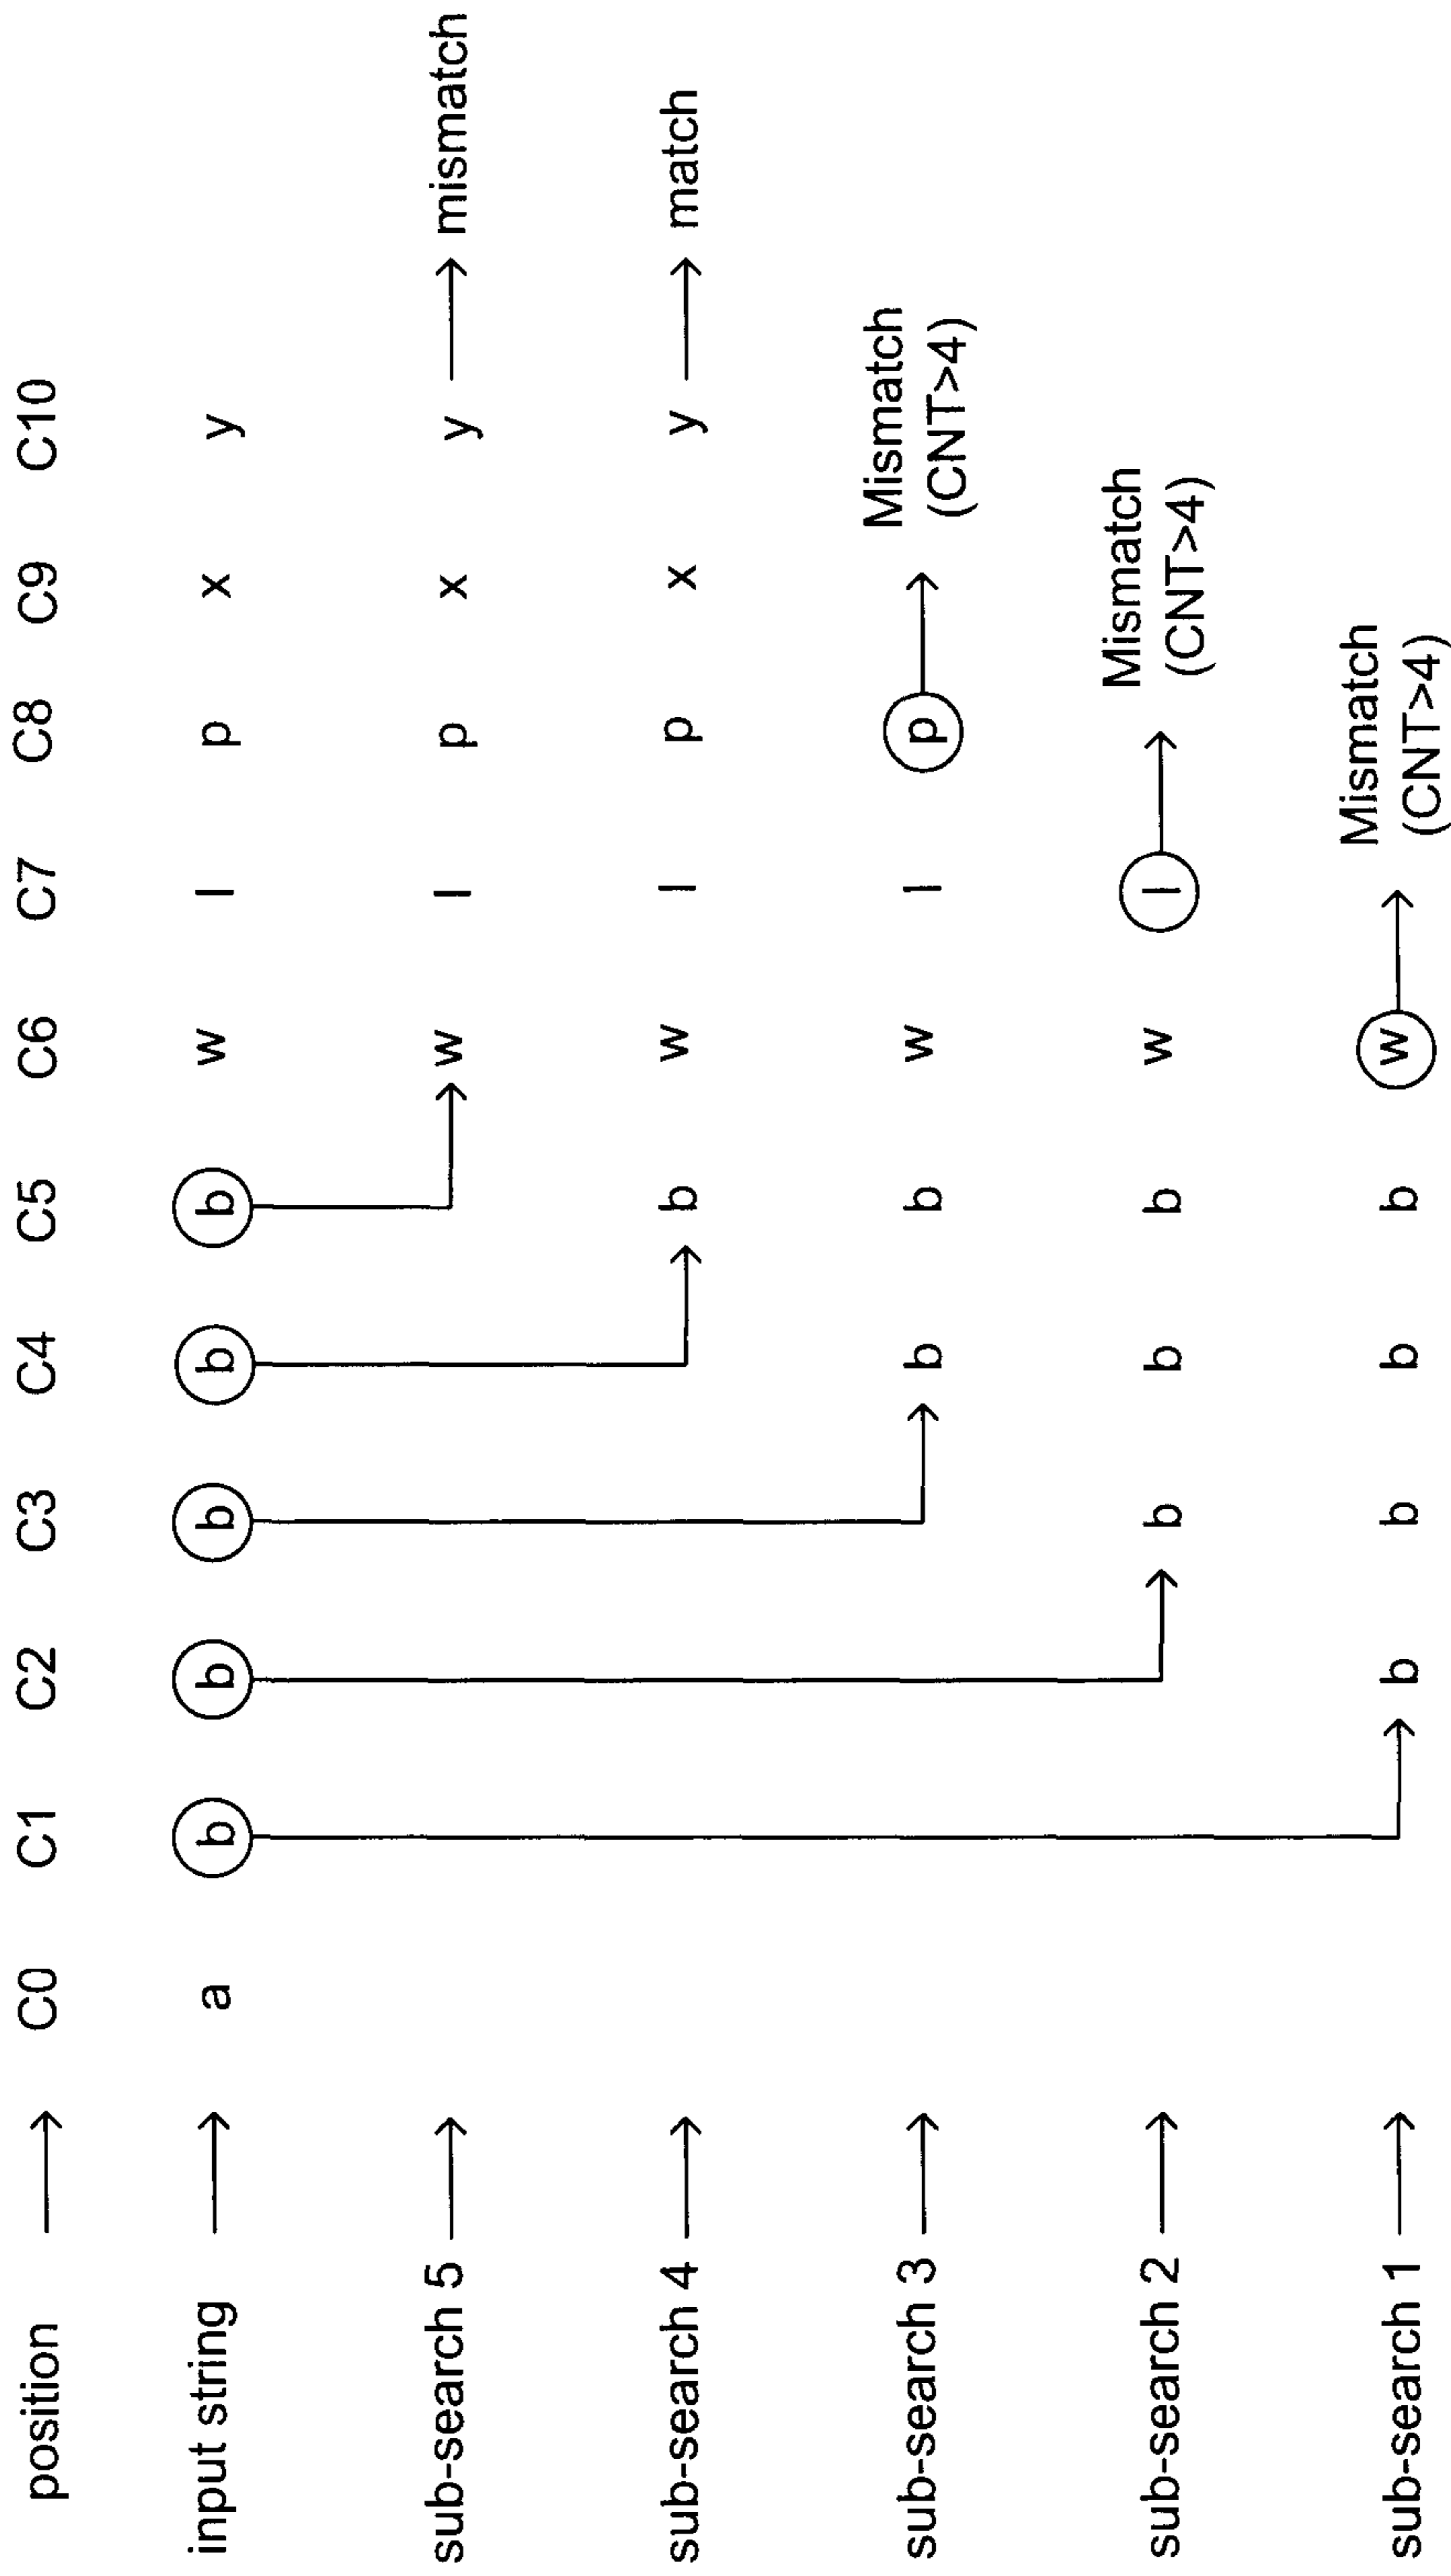 position → C0 C1 C2 C3 C4 C5 C6 C7 C8 C9 C10
input string → a b b b b b w l p x y
sub-search 5 → w l p x y → mismatch
sub-search 4 → b w l p x y → match
sub-search 3 → b b w l p → Mismatch
(CNT>4)
sub-search 2 → b b b w l → Mismatch
(CNT>4)
sub-search 1 → b b b b w → Mismatch
(CNT>4)